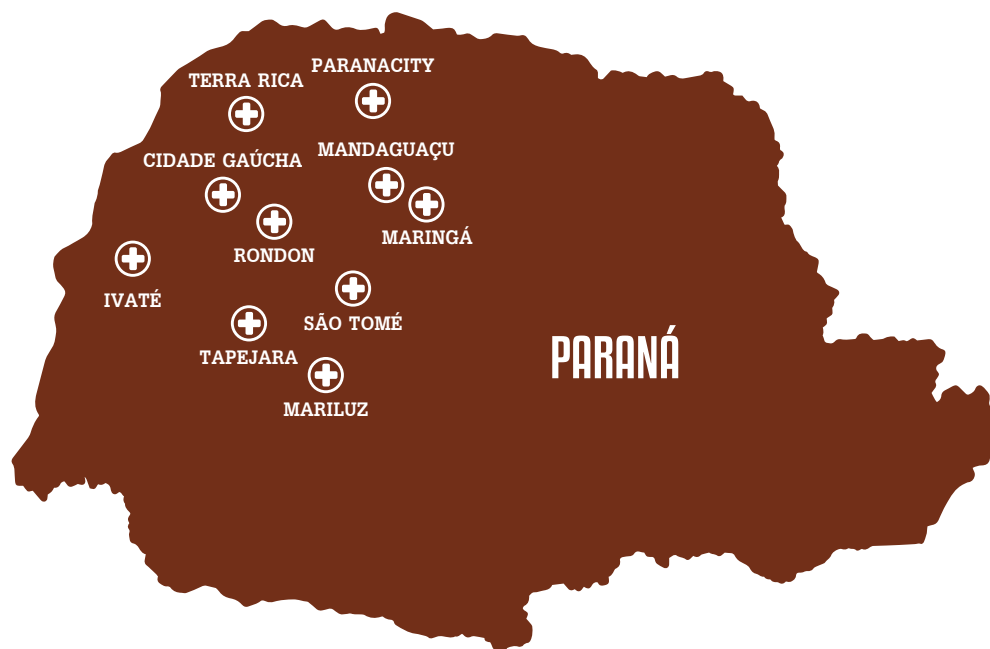 PARANACITY
TERRA RICA
MANDAGUAÇU
CIDADE GAÚCHA
MARINGÁ
RONDON
IVATÉ
SÃO TOMÉ
PARANÁ
TAPEJARA
MARILUZ